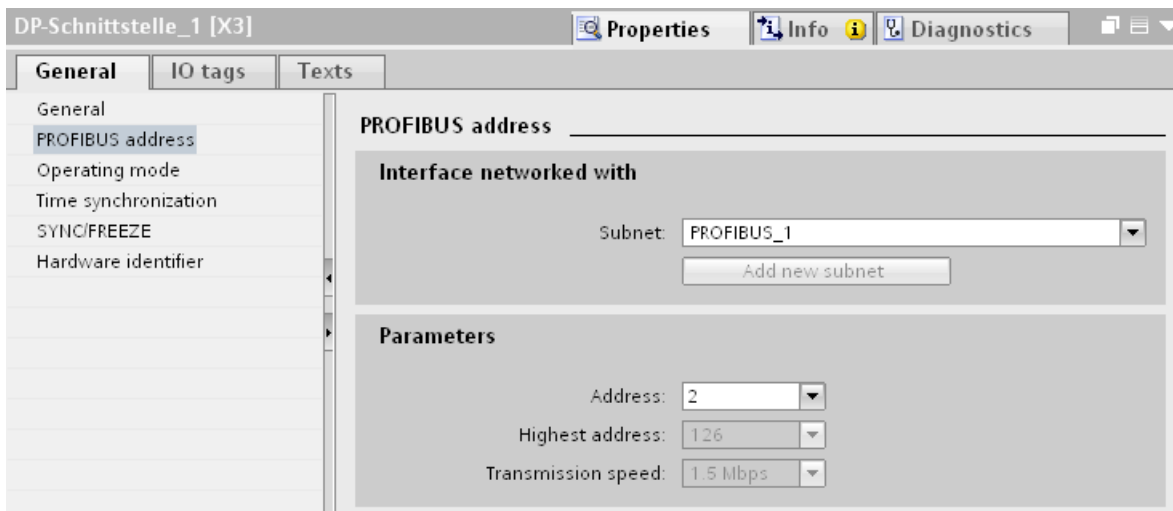 DP-Schnittstelle_1 [X3]
Properties
Info
Diagnostics
General
IO tags
Texts
General
PROFIBUS address
Operating mode
Time synchronization
SYNC/FREEZE
Hardware identifier
PROFIBUS address
Interface networked with
Subnet: PROFIBUS_1
Add new subnet
Parameters
Address: 2
Highest address: 126
Transmission speed: 1.5 Mbps